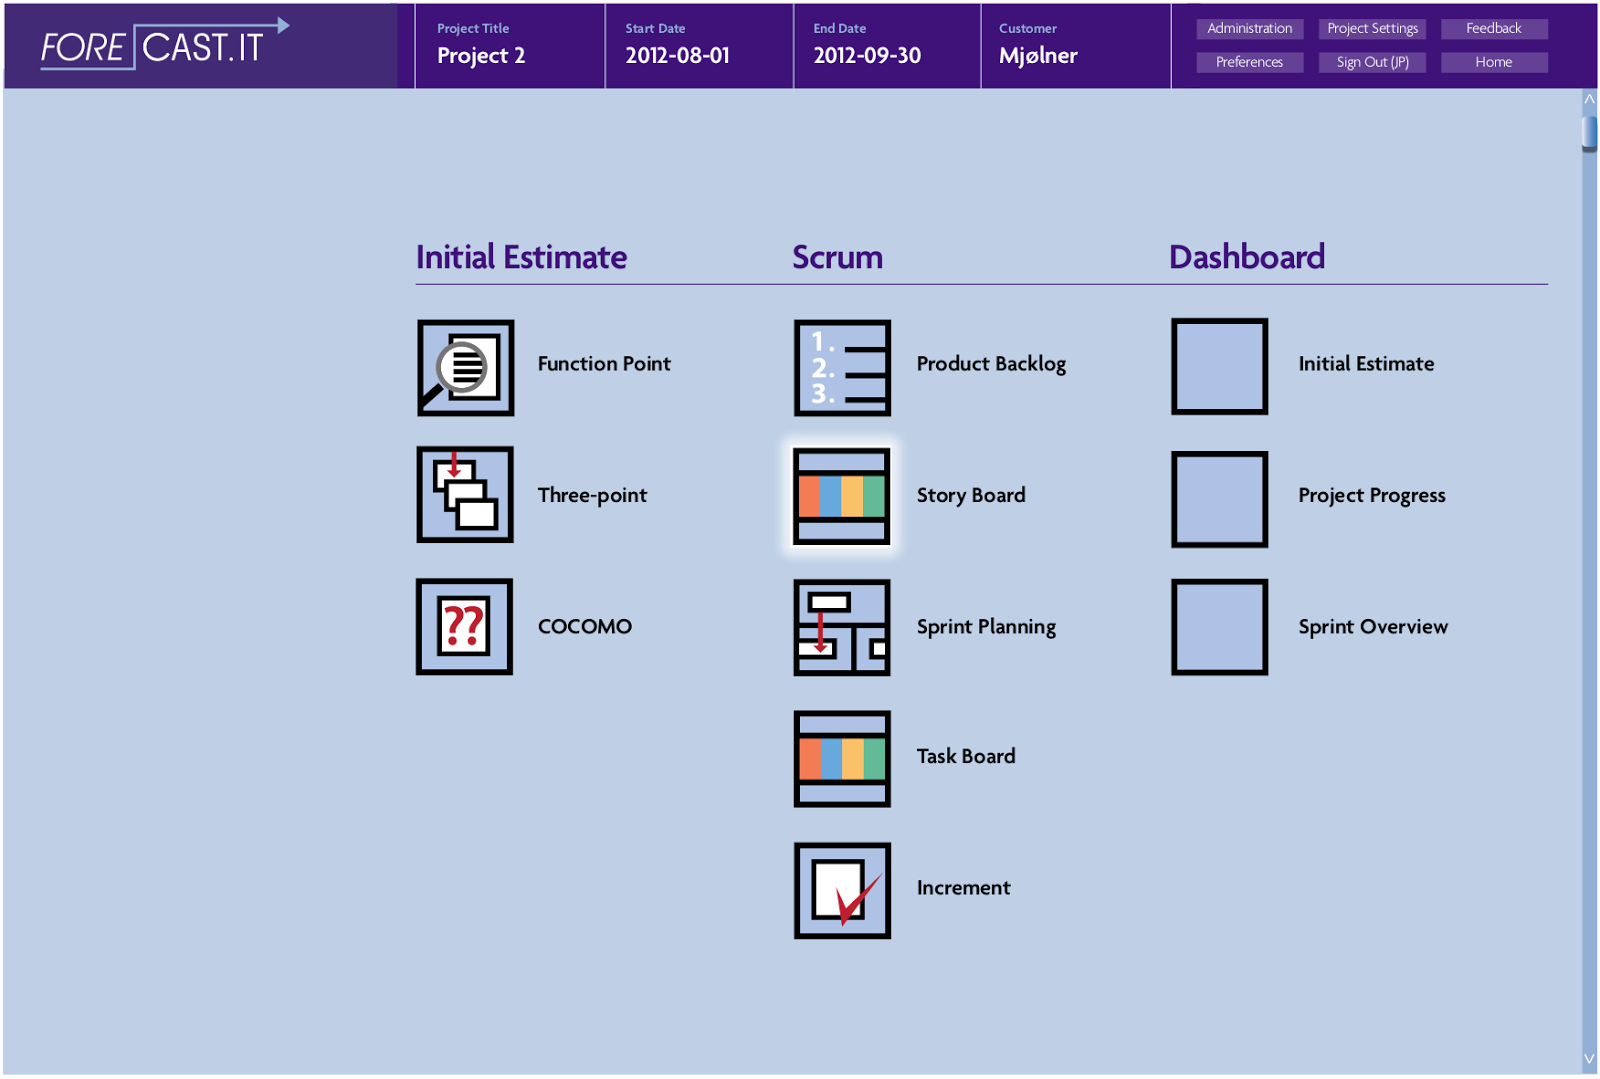 FORECAST.IT
Project Title
Project 2
Start Date
2012-08-01
End Date
2012-09-30
Customer
Mjølner
Administration
Project Settings
Feedback
Preferences
Sign Out (JP)
Home
Initial Estimate
Scrum
Dashboard
Function Point
1.
2.
3.
Product Backlog
Initial Estimate
Three-point
Story Board
Project Progress
??
COCOMO
Sprint Planning
Sprint Overview
Task Board
Increment